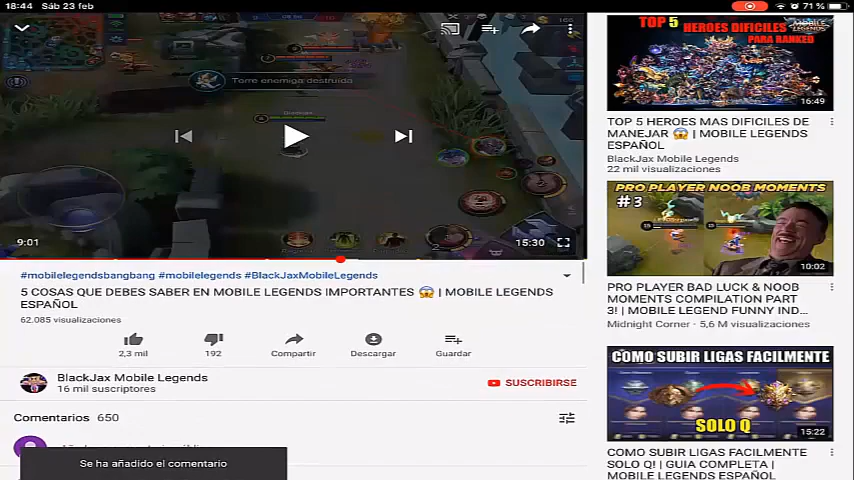 18:44 Sáb 23 feb
71 %
Torre enemiga destruida
9:01
15:30
#mobilelegendsbangbang #mobilelegends #BlackJaxMobileLegends
5 COSAS QUE DEBES SABER EN MOBILE LEGENDS IMPORTANTES 😱 | MOBILE LEGENDS
ESPAÑOL
62.085 visualizaciones
2,3 mil
192
Compartir
Descargar
Guardar
BlackJax Mobile Legends
16 mil suscriptores
SUSCRIBIRSE
Comentarios 650
Se ha añadido el comentario
TOP 5 HEROES DIFICILES
PARA RANKED
MOBILE
LEGENDS
16:49
TOP 5 HEROES MAS DIFICILES DE
MANEJAR 😱 | MOBILE LEGENDS
ESPAÑOL
BlackJax Mobile Legends
22 mil visualizaciones
PRO PLAYER NOOB MOMENTS
#3
10:02
PRO PLAYER BAD LUCK & NOOB
MOMENTS COMPILATION PART
3! | MOBILE LEGEND FUNNY IND...
Midnight Corner - 5,6 M visualizaciones
COMO SUBIR LIGAS FACILMENTE
SOLO Q
15:22
COMO SUBIR LIGAS FACILMENTE
SOLO Q! | GUIA COMPLETA |
MOBILE LEGENDS ESPAÑOL